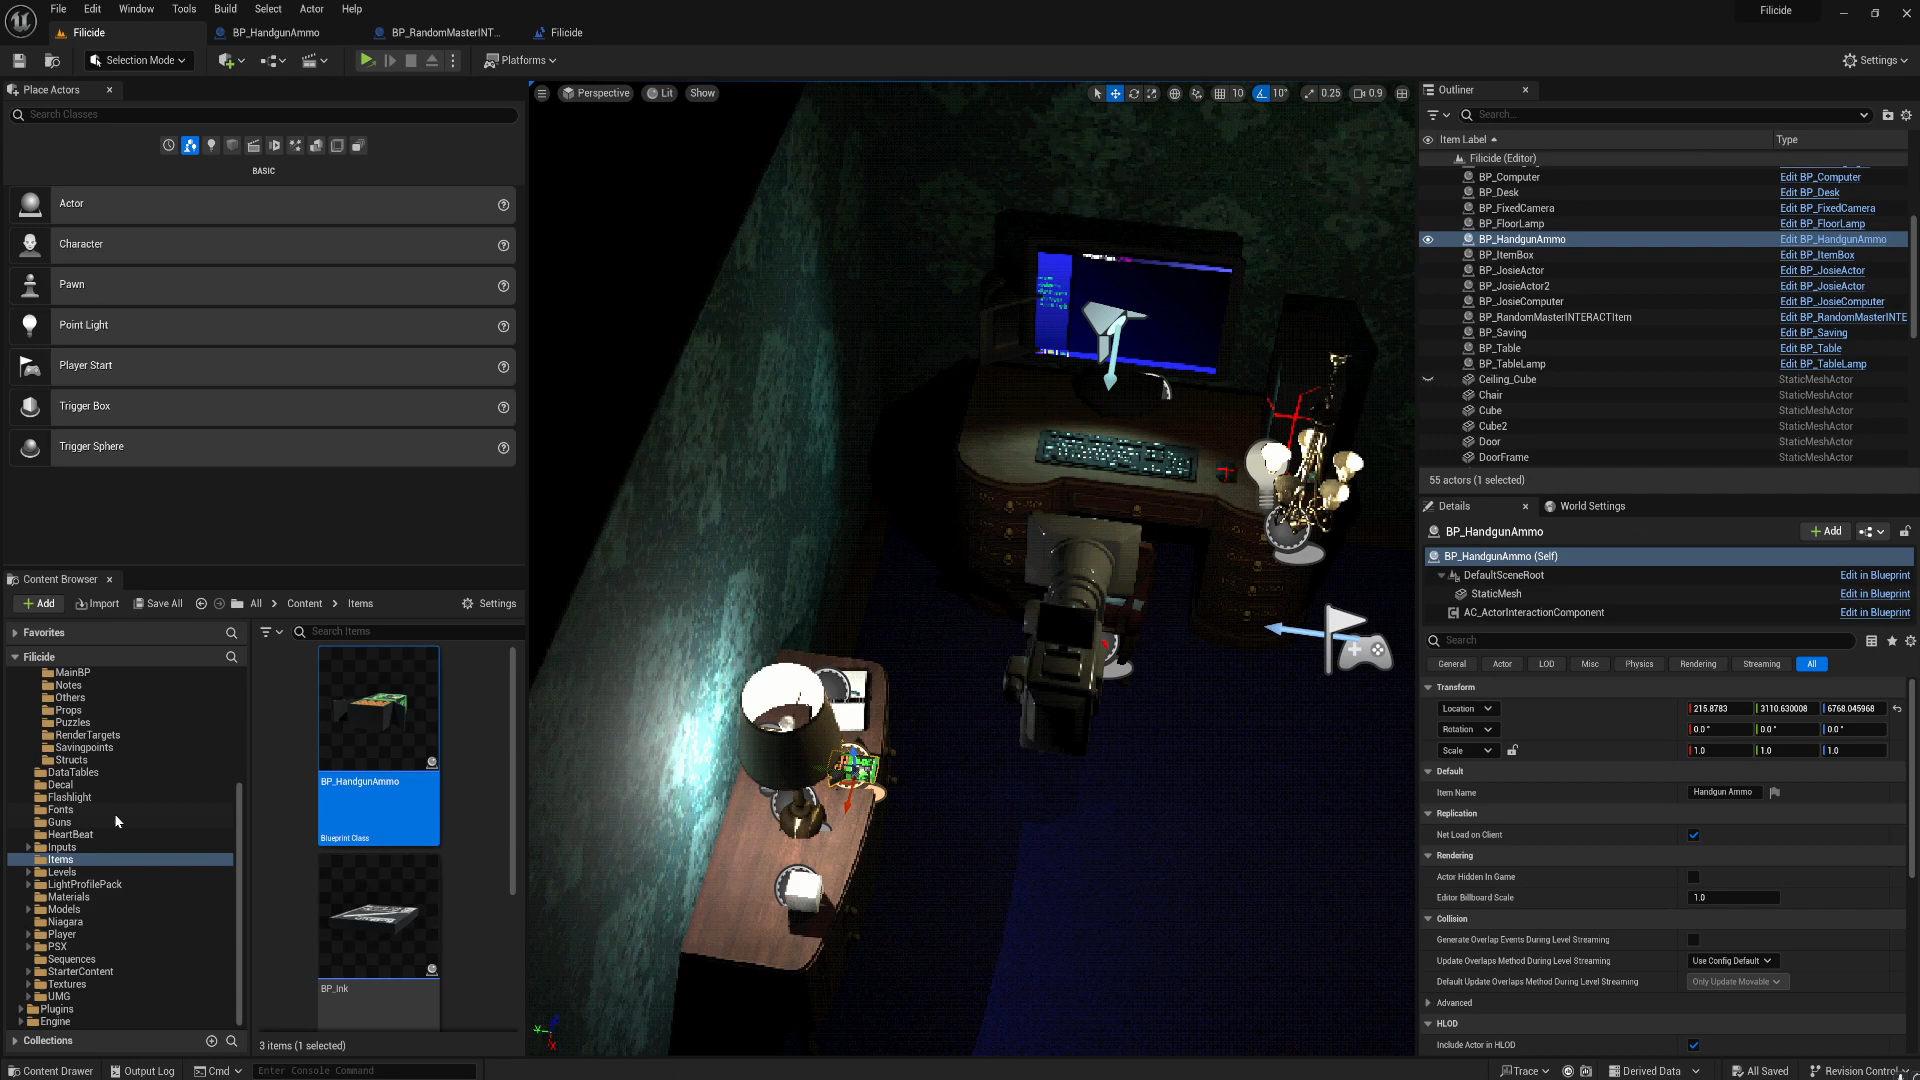 File Edit Window Tools Build Select Actor Help
Filicide
Filicide BP_HandgunAmmo BP_RandomMasterINT... Filicide
Selection Mode Platforms Settings
Place Actors
Search Classes
BASIC
Actor
Character
Pawn
Point Light
Player Start
Trigger Box
Trigger Sphere
Perspective Lit Show 10 10° 0.25 0.9
Outliner
Search...
Item Label Type
Filicide (Editor)
BP_Computer Edit BP_Computer
BP_Desk Edit BP_Desk
BP_FixedCamera Edit BP_FixedCamera
BP_FloorLamp Edit BP_FloorLamp
BP_HandgunAmmo Edit BP_HandgunAmmo
BP_ItemBox Edit BP_ItemBox
BP_JosieActor Edit BP_JosieActor
BP_JosieActor2 Edit BP_JosieActor
BP_JosieComputer Edit BP_JosieComputer
BP_RandomMasterINTERACTItem Edit BP_RandomMasterINTE
BP_Saving Edit BP_Saving
BP_Table Edit BP_Table
BP_TableLamp Edit BP_TableLamp
Ceiling_Cube StaticMeshActor
Chair StaticMeshActor
Cube StaticMeshActor
Cube2 StaticMeshActor
Door StaticMeshActor
DoorFrame StaticMeshActor
55 actors (1 selected)
Details World Settings
BP_HandgunAmmo Add
BP_HandgunAmmo (Self)
DefaultSceneRoot Edit in Blueprint
StaticMesh Edit in Blueprint
AC_ActorInteractionComponent Edit in Blueprint
Search
General Actor LOD Misc Physics Rendering Streaming All
Transform
Location 215.8783 3110.630008 6768.045968
Rotation 0.0° 0.0° 0.0°
Scale 1.0 1.0 1.0
Default
Item Name Handgun Ammo
Replication
Net Load on Client
Rendering
Actor Hidden In Game
Editor Billboard Scale 1.0
Collision
Generate Overlap Events During Level Streaming
Update Overlaps Method During Level Streaming Use Config Default
Default Update Overlaps Method During Level Streaming Only Update Movable
Advanced
HLOD
Include Actor in HLOD
Content Browser
Add Import Save All All Content Items Settings
Favorites
Filicide
MainBP
Notes
Others
Props
Puzzles
RenderTargets
Savingpoints
Structs
DataTables
Decal
Flashlight
Fonts
Guns
HeartBeat
Inputs
Items
Levels
LightProfilePack
Materials
Models
Niagara
Player
PSX
Sequences
StarterContent
Textures
UMG
Plugins
Engine
Collections
Search Items
BP_HandgunAmmo
Blueprint Class
BP_Ink
3 items (1 selected)
Content Drawer Output Log Cmd Enter Console Command Trace Derived Data All Saved Revision Control